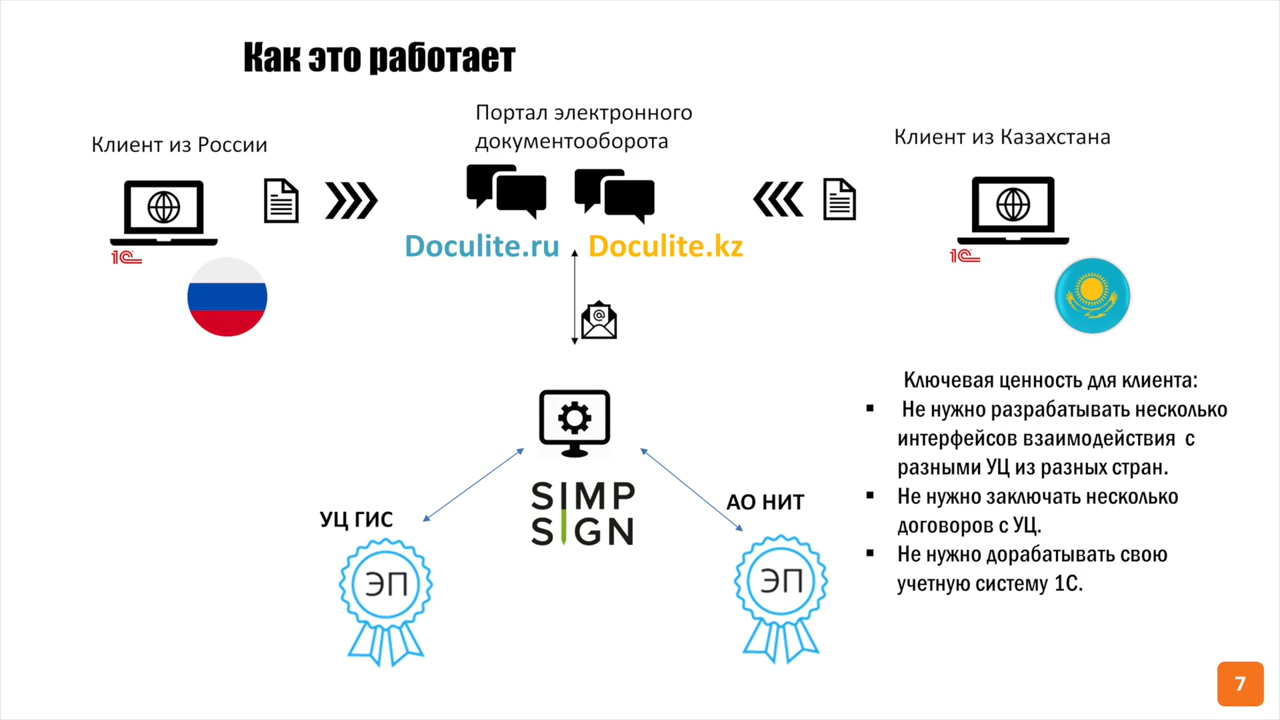 Как это работает
Клиент из России
Портал электронного
документооборота
Клиент из Казахстана
1С
Doculite.ru
Doculite.kz
1С
@
SIMP
SIGN
УЦ ГИС
ЭП
АО НИТ
ЭП
Ключевая ценность для клиента:
▪ Не нужно разрабатывать несколько
интерфейсов взаимодействия с
разными УЦ из разных стран.
▪ Не нужно заключать несколько
договоров с УЦ.
▪ Не нужно дорабатывать свою
учетную систему 1С.
7